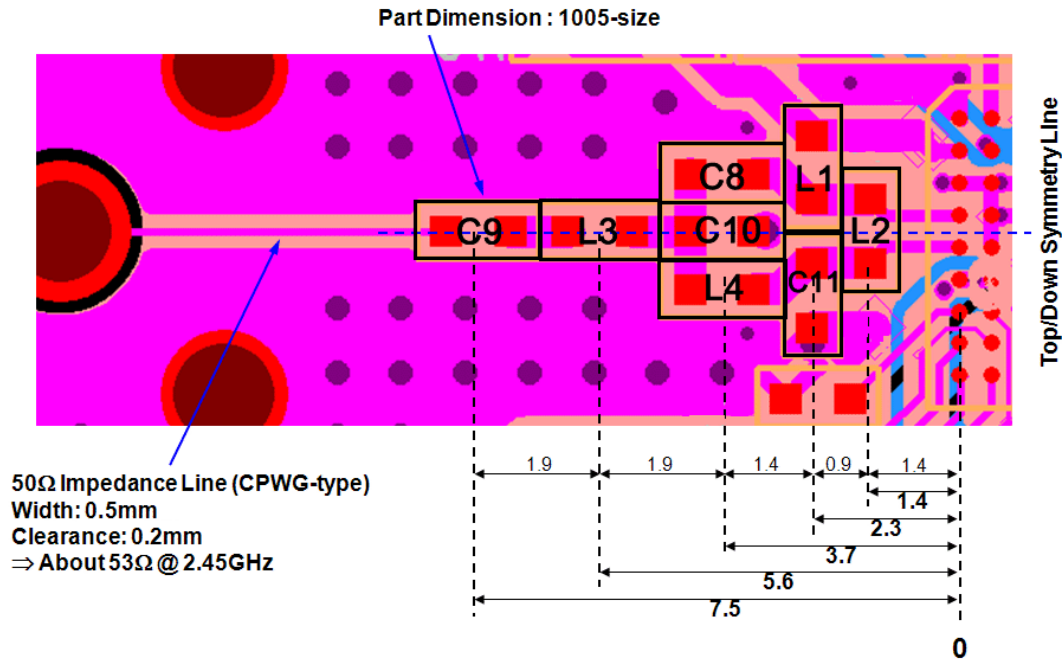 Part Dimension : 1005-size
Top/Down Symmetry Line
C8
L1
C9
L3
C10
L2
L4
C11
50Ω Impedance Line (CPWG-type)
Width: 0.5mm
Clearance: 0.2mm
⇒ About 53Ω @ 2.45GHz
1.9
1.9
1.4
0.9
1.4
1.4
2.3
3.7
5.6
7.5
0